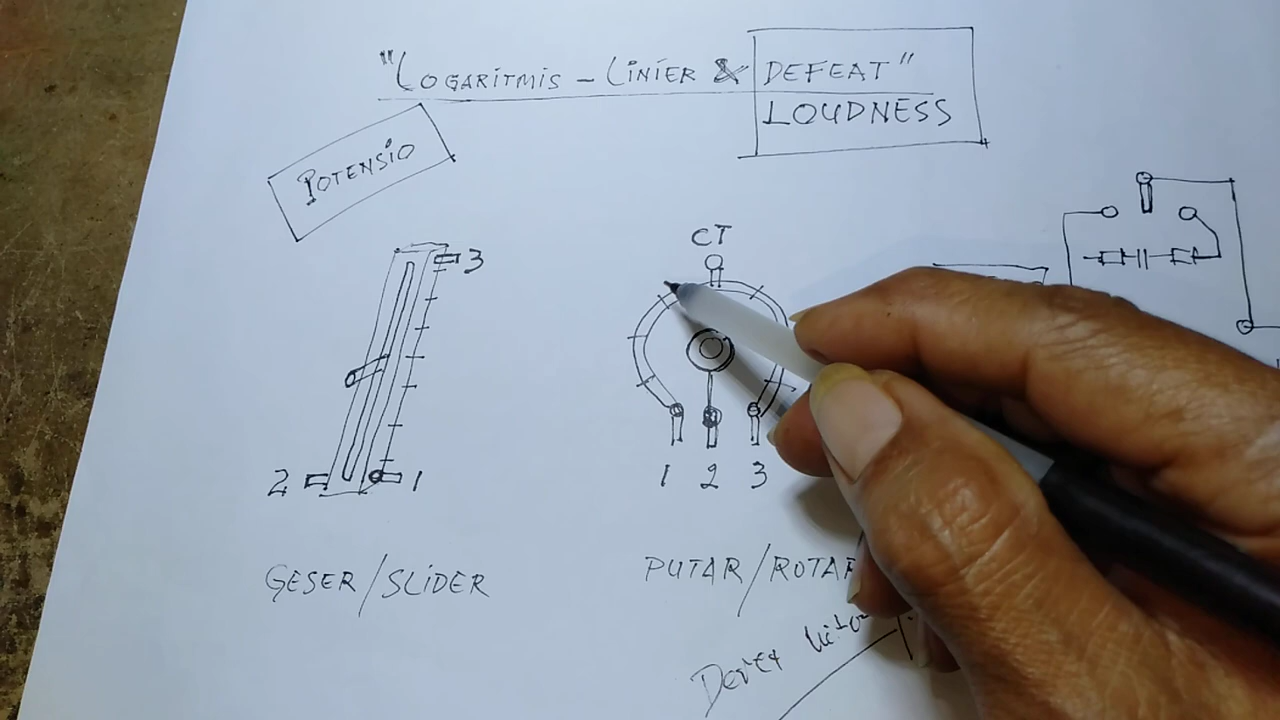 "LOGARITMIS - LINIER & DEFEAT"
LOUDNESS
POTENSIO
CT
3
2
1
1 2 3
GESER/SLIDER
PUTAR/ROTAR